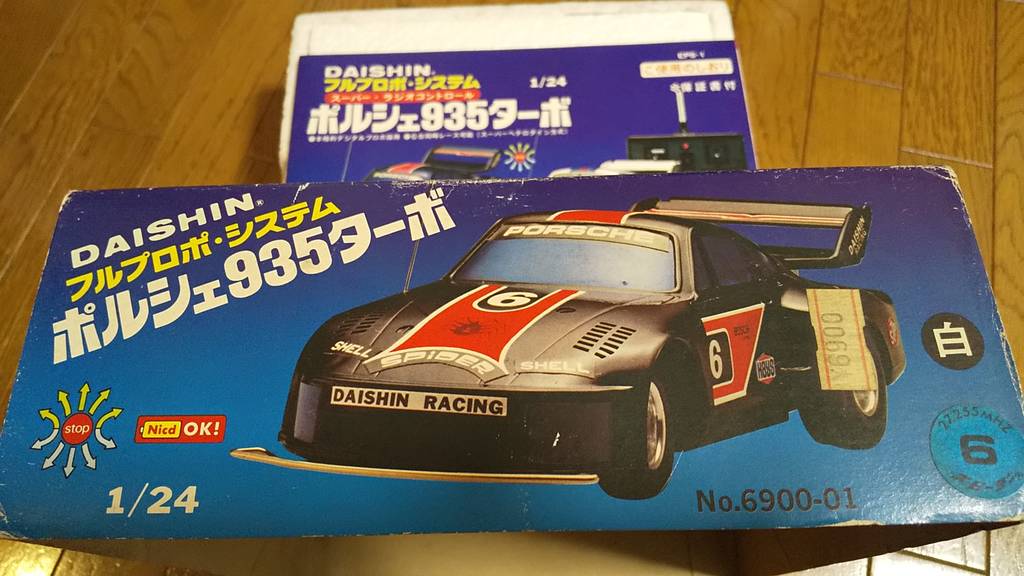 DAISHIN
フルプロポ・システム
スーパー・ラジオコントロール
ポルシェ935ターボ
1/24
ご使用のしおり
DAISHIN®
フルプロポ・システム
ポルシェ935ターボ
stop
Nicd OK!
1/24
PORSCHE
6
SHELL
SPIDER
SHELL
DAISHIN RACING
6
¥6900
白
27.255MHZ
6
No.6900-01